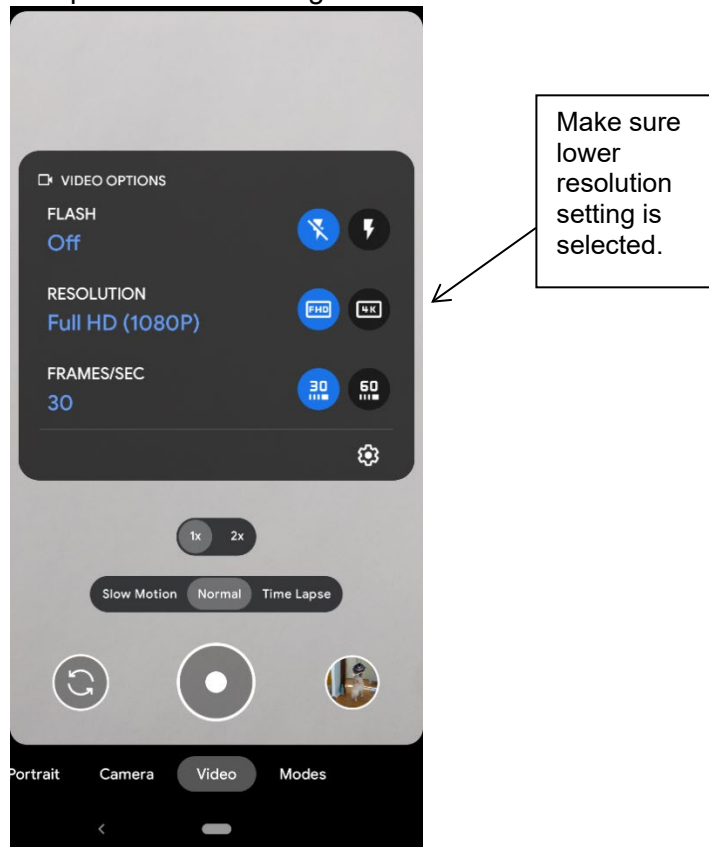 Make sure
lower
resolution
setting is
selected.
VIDEO OPTIONS
FLASH
Off
RESOLUTION
Full HD (1080P)
FHD
4K
FRAMES/SEC
30
30
60
1x 2x
Slow Motion Normal Time Lapse
Portrait Camera Video Modes